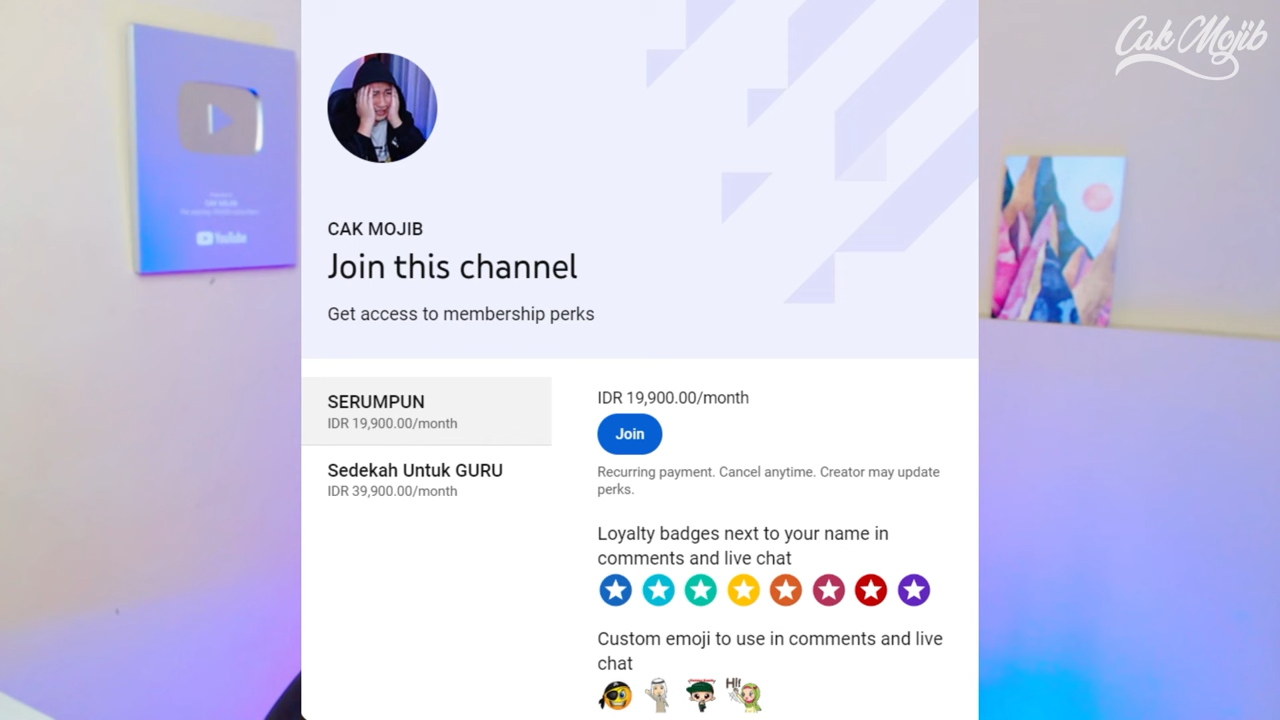 Cak Mojib
YouTube
CAK MOJIB
Join this channel
Get access to membership perks
SERUMPUN
IDR 19,900.00/month
Sedekah Untuk GURU
IDR 39,900.00/month
IDR 19,900.00/month
Join
Recurring payment. Cancel anytime. Creator may update
perks.
Loyalty badges next to your name in
comments and live chat
Custom emoji to use in comments and live
chat
Hi!